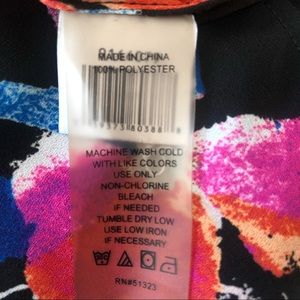 MADE IN CHINA
100% POLYESTER
MACHINE WASH COLD
WITH LIKE COLORS
USE ONLY
NON-CHLORINE
BLEACH
IF NEEDED
TUMBLE DRY LOW
USE LOW IRON
IF NECESSARY
RN#51323